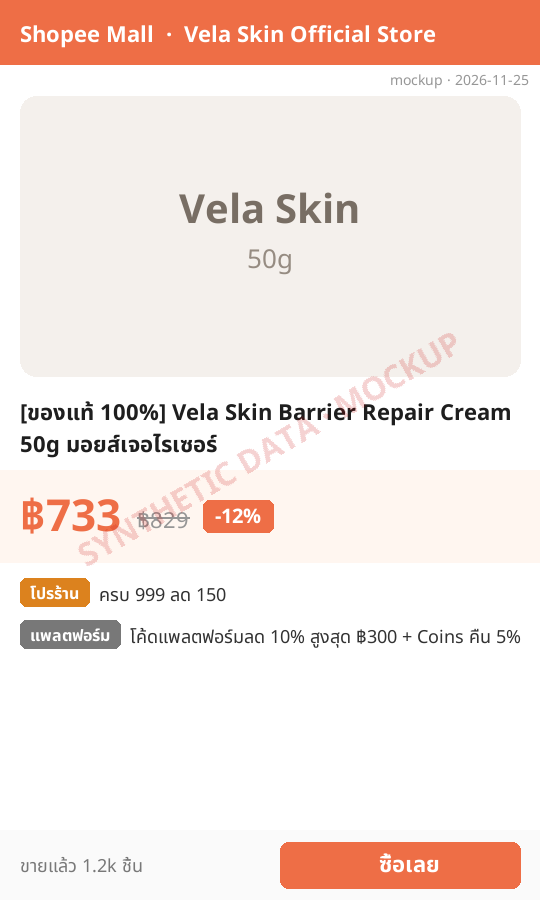 Shopee Mall · Vela Skin Official Store
mockup · 2026-11-25
Vela Skin
50g
SYNTHETIC DATA · MOCKUP
[ของแท้ 100%] Vela Skin Barrier Repair Cream
50g มอยส์เจอไรเซอร์
฿733 ฿829 -12%
โปรร้าน ครบ 999 ลด 150
แพลตฟอร์ม โค้ดแพลตฟอร์มลด 10% สูงสุด ฿300 + Coins คืน 5%
ขายแล้ว 1.2k ชิ้น ซื้อเลย